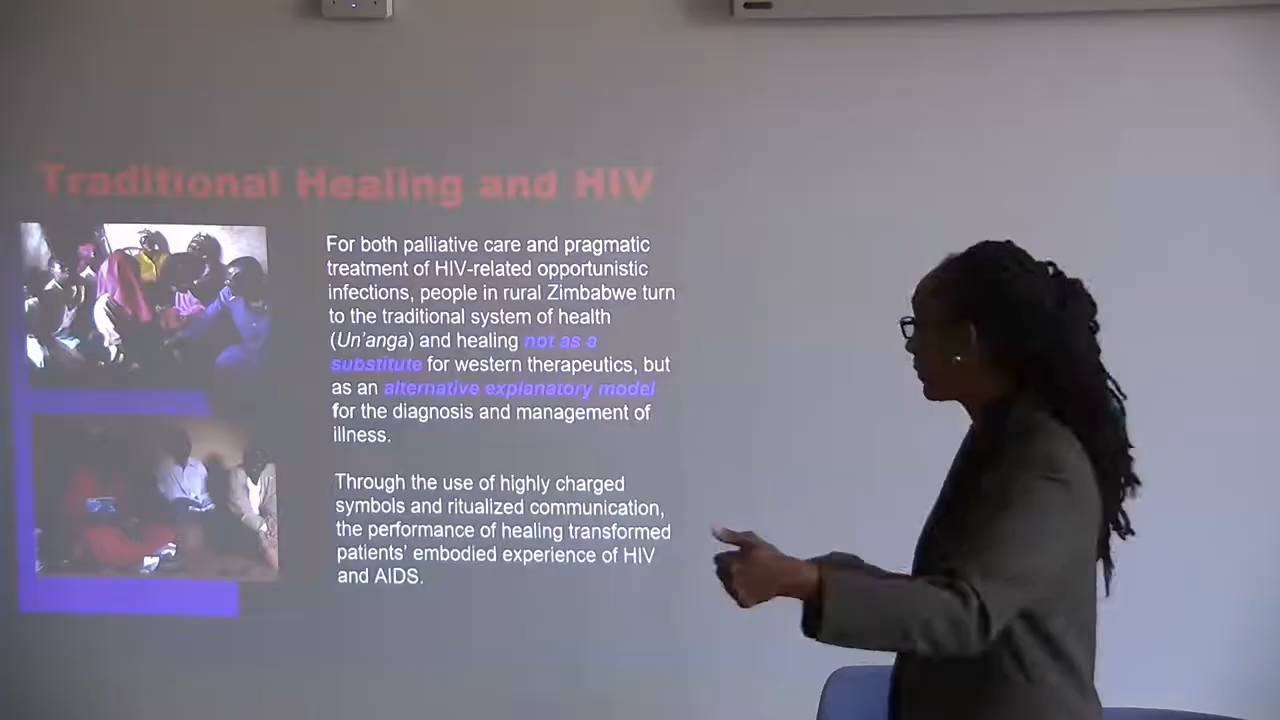 Traditional Healing and HIV
For both palliative care and pragmatic
treatment of HIV-related opportunistic
infections, people in rural Zimbabwe turn
to the traditional system of health
(Un'anga) and healing not as a
substitute for western therapeutics, but
as an alternative explanatory model
for the diagnosis and management of
illness.
Through the use of highly charged
symbols and ritualized communication,
the performance of healing transformed
patients' embodied experience of HIV
and AIDS.